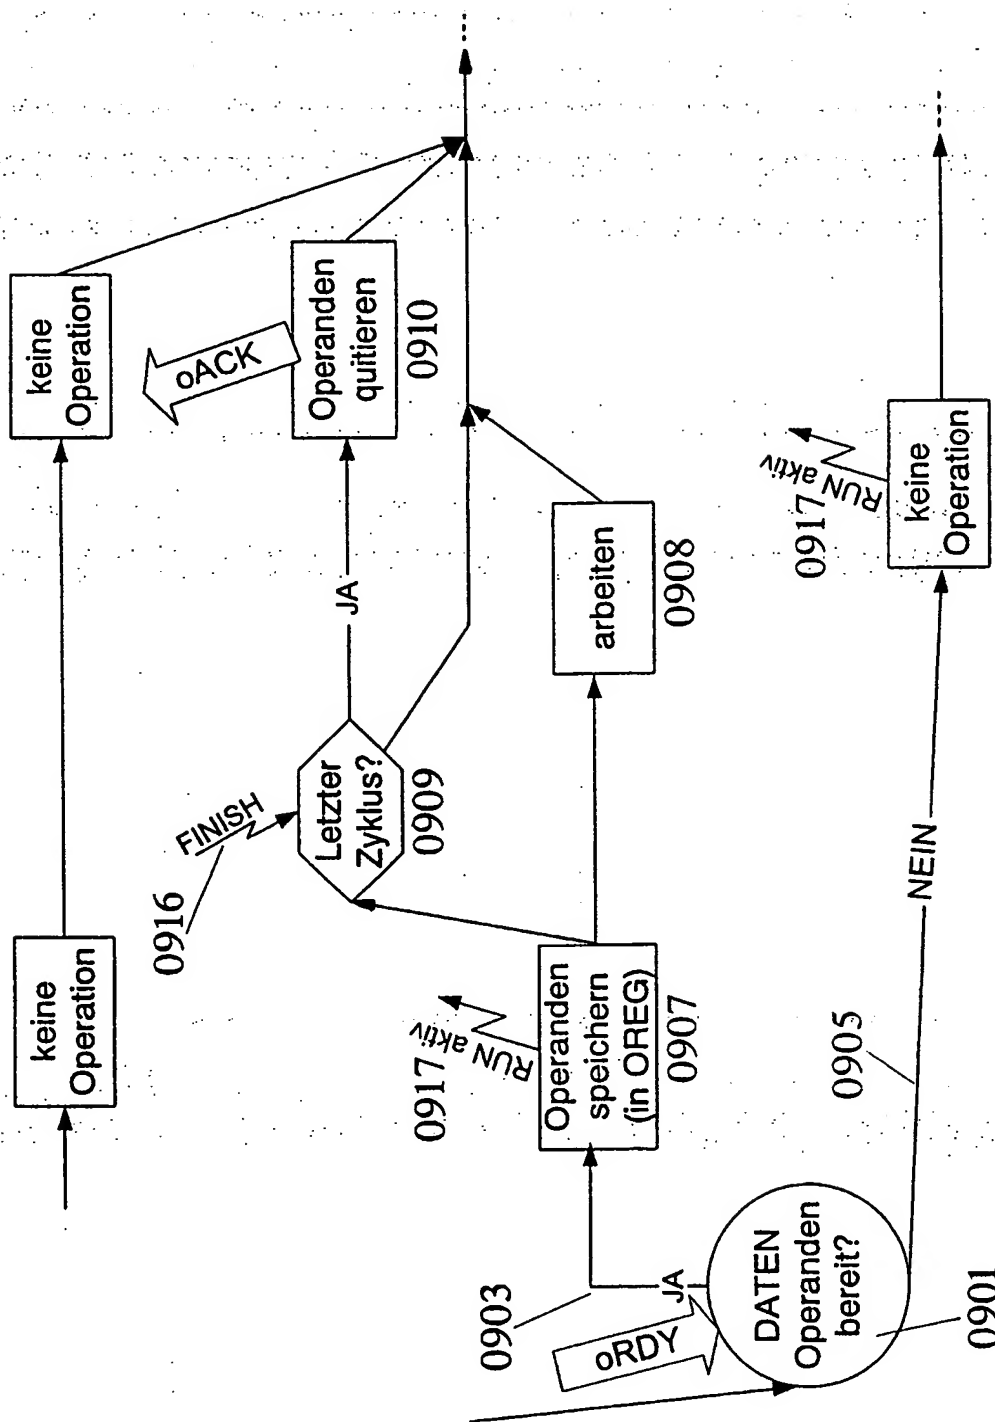 keine
Operation
keine
Operation
0916
FINISH
Letzter
Zyklus?
0909
JA
oACK
Operanden
quitieren
0910
0903
JA
oRDY
DATEN
Operanden
bereit?
0901
0917
RUN aktiv
Operanden
speichern
(in OREG)
0907
arbeiten
0908
0905
NEIN
0917
RUN aktiv
keine
Operation